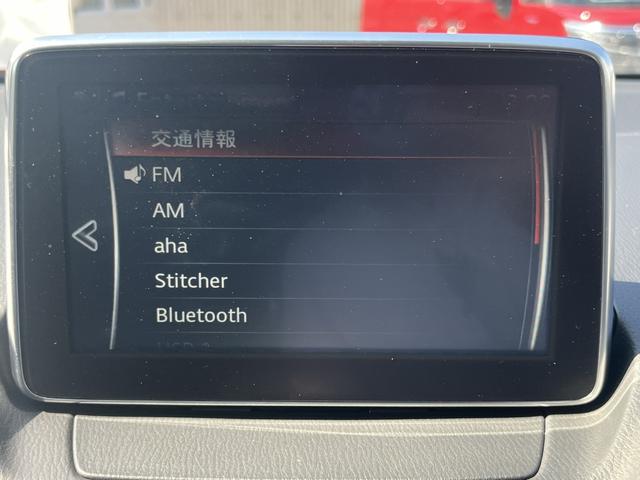 交通情報
FM
AM
aha
Stitcher
Bluetooth